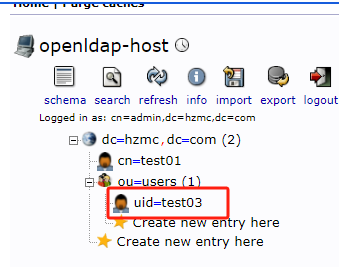 Home | Purge caches
openldap-host
schema search refresh info import export logout
Logged in as: cn=admin,dc=hzmc,dc=com
dc=hzmc,dc=com (2)
cn=test01
ou=users (1)
uid=test03
Create new entry here
Create new entry here